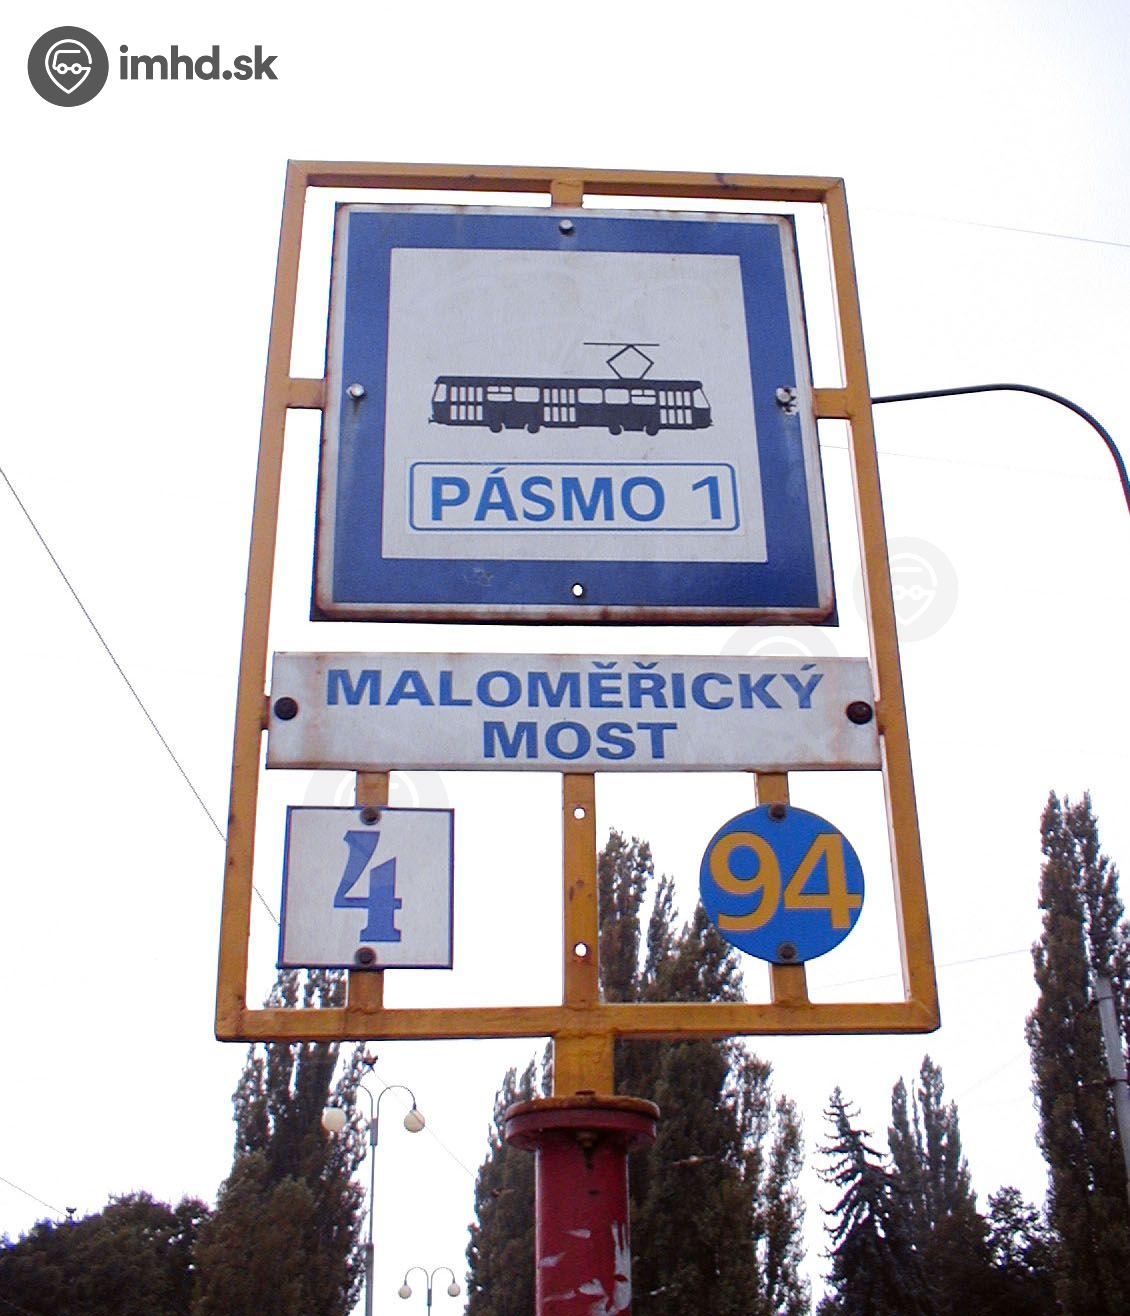 imhd.sk
PÁSMO 1
MALOMĚŘICKÝ
MOST
4 94